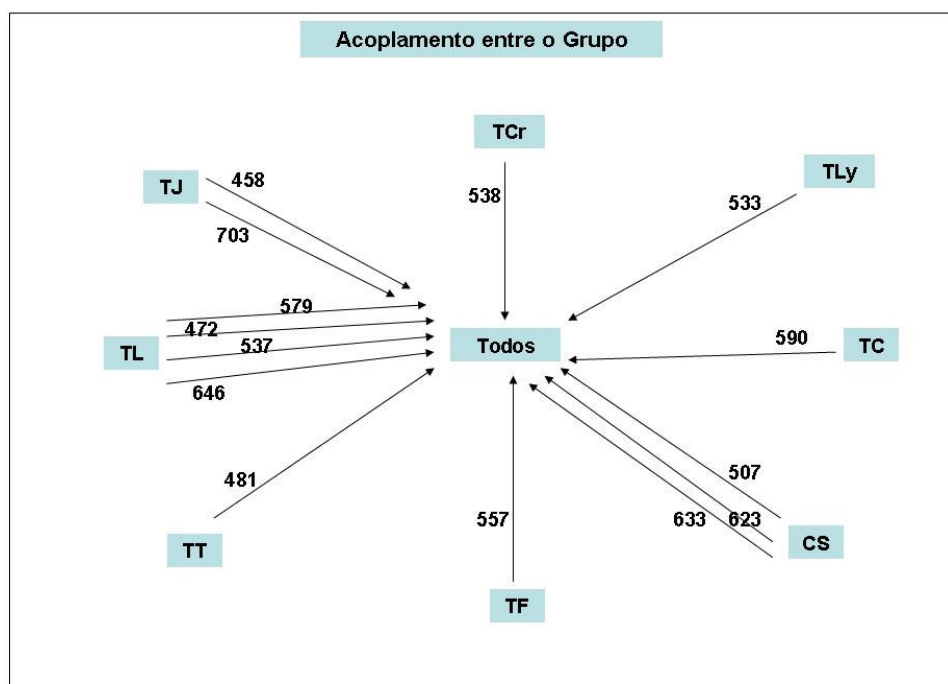 Acoplamento entre o Grupo
TCr
TLy
TJ
458
538
533
703
579
472
TL
537
Todos
590
TC
646
481
507
557
633
623
CS
TT
TF